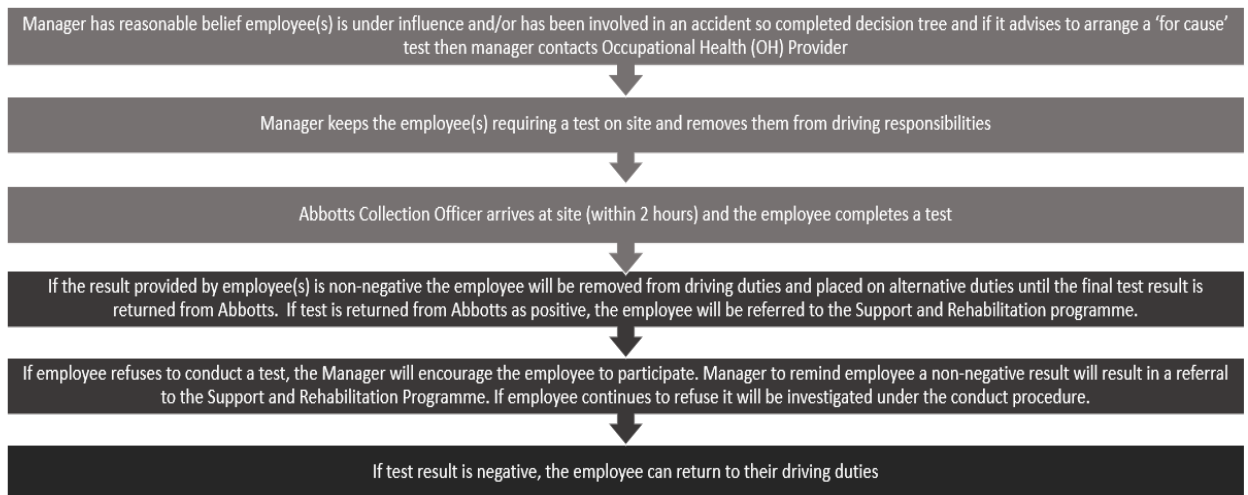 Manager has reasonable belief employee(s) is under influence and/or has been involved in an accident so completed decision tree and if it advises to arrange a ‘for cause’
test then manager contacts Occupational Health (OH) Provider
Manager keeps the employee(s) requiring a test on site and removes them from driving responsibilities
Abbotts Collection Officer arrives at site (within 2 hours) and the employee completes a test
If the result provided by employee(s) is non-negative the employee will be removed from driving duties and placed on alternative duties until the final test result is
returned from Abbotts.  If test is returned from Abbotts as positive, the employee will be referred to the Support and Rehabilitation programme.
If employee refuses to conduct a test, the Manager will encourage the employee to participate. Manager to remind employee a non-negative result will result in a referral
to the Support and Rehabilitation Programme. If employee continues to refuse it will be investigated under the conduct procedure.
If test result is negative, the employee can return to their driving duties